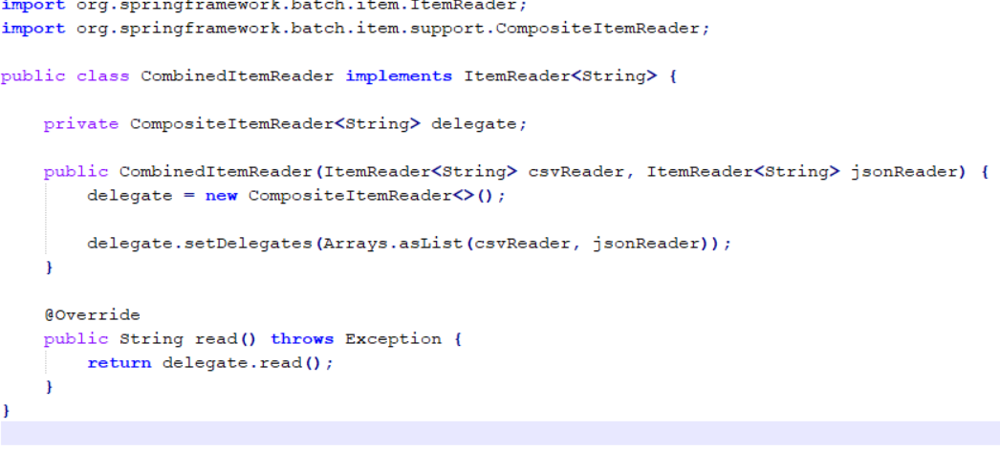 import org.springframework.batch.item.ItemReader;
import org.springframework.batch.item.support.CompositeItemReader;
public class CombinedItemReader implements ItemReader<String> {
private CompositeItemReader<String> delegate;
public CombinedItemReader(ItemReader<String> csvReader, ItemReader<String> jsonReader) {
delegate = new CompositeItemReader<>();
delegate.setDelegates(Arrays.asList(csvReader, jsonReader));
}
@Override
public String read() throws Exception {
return delegate.read();
}
}